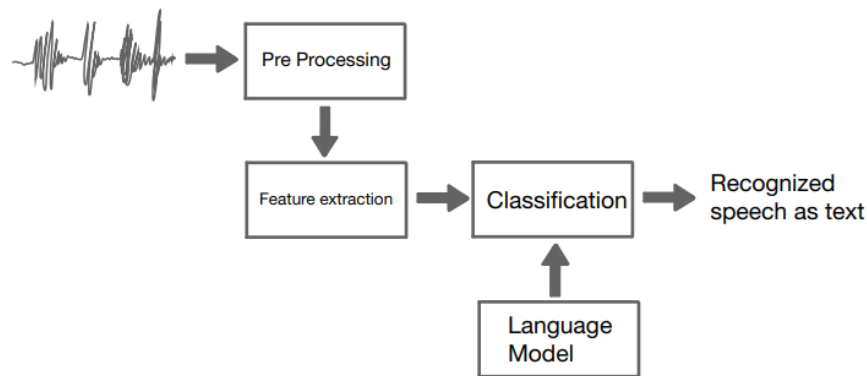 Pre Processing
Feature extraction
Classification
Recognized
speech as text
Language
Model